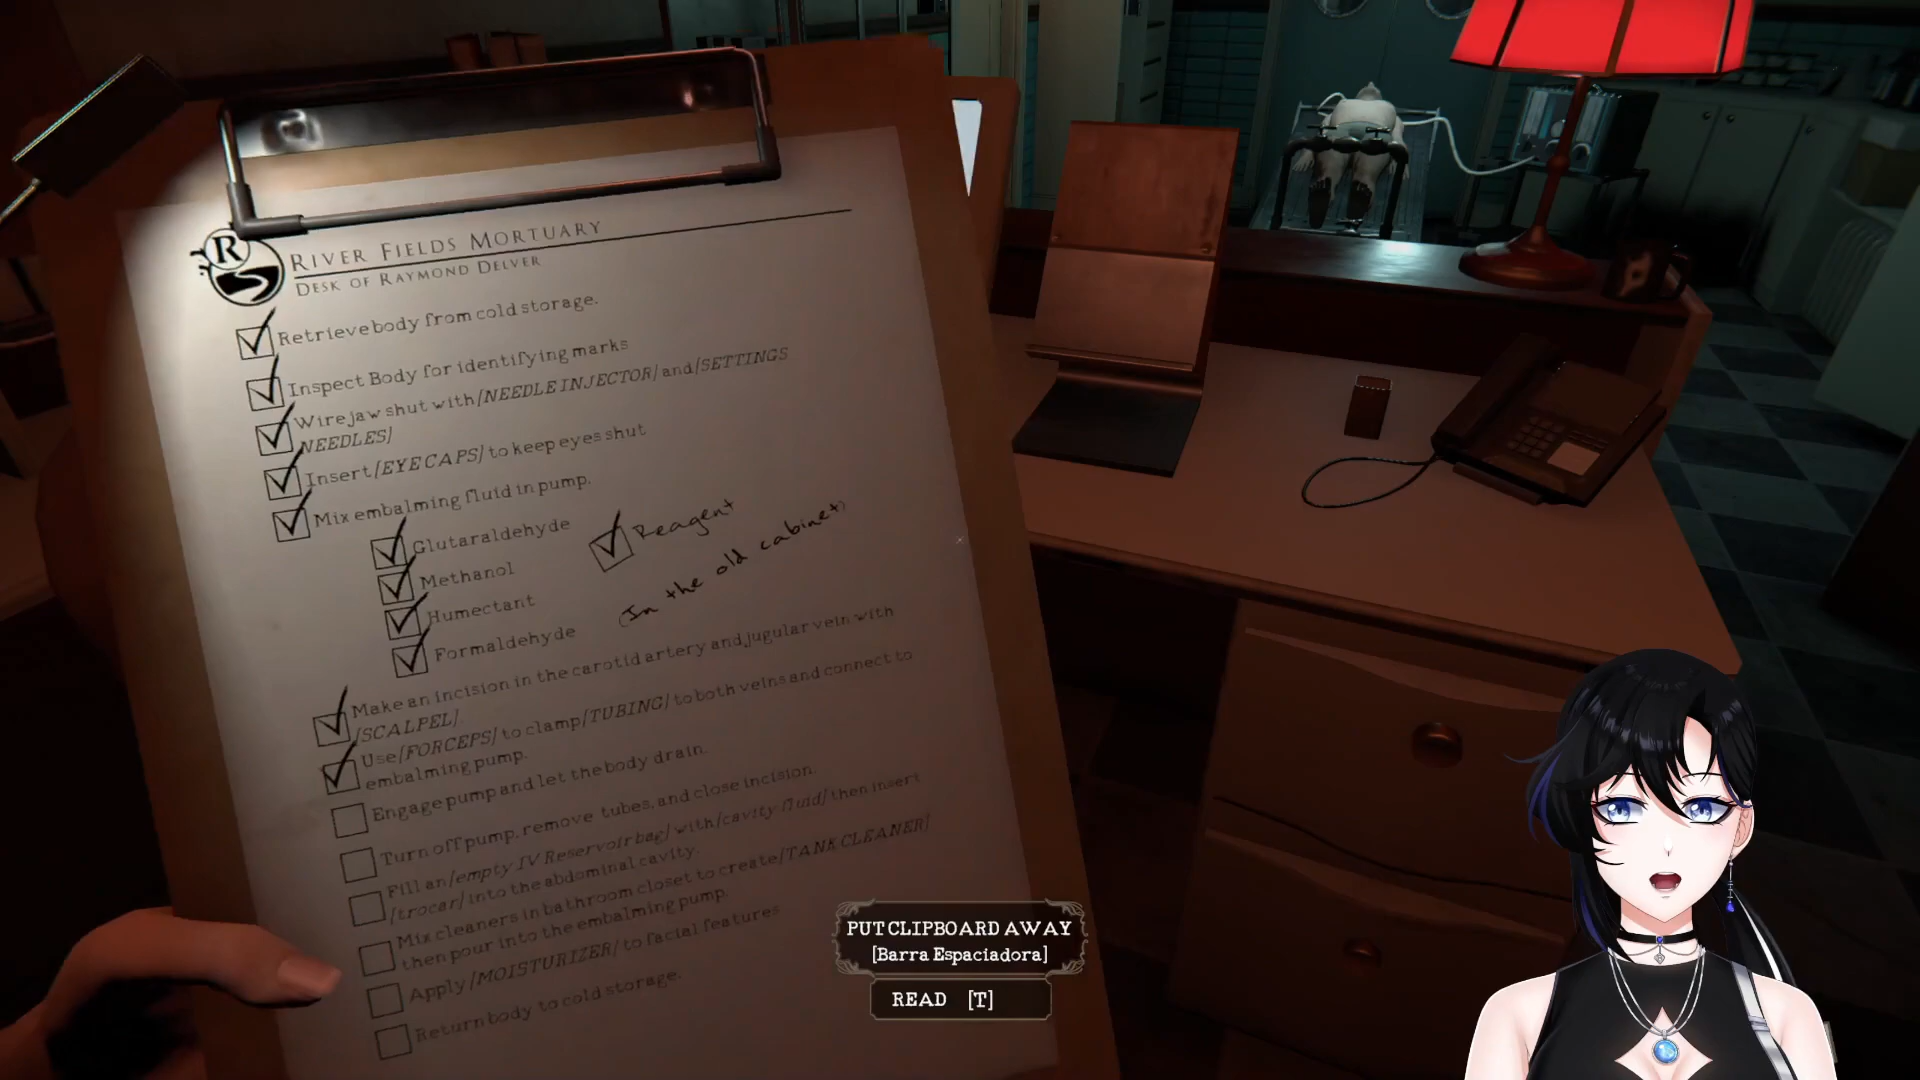 R
RIVER FIELDS MORTUARY
DESK OF RAYMOND DELVER
Retrieve body from cold storage.
Inspect Body for identifying marks
Wire jaw shut with [NEEDLE INJECTOR] and [SETTINGS
NEEDLES]
Insert [EYE CAPS] to keep eyes shut
Mix embalming fluid in pump.
Glutaraldehyde
Reagent
Methanol
(In the old cabinet)
Humectant
Formaldehyde
Make an incision in the carotid artery and jugular vein with
[SCALPEL]
Use [FORCEPS] to clamp [TUBING] to both veins and connect to
embalming pump.
Engage pump and let the body drain.
Turn off pump, remove tubes, and close incision.
Fill an [empty IV Reservoir bag] with [cavity fluid] then insert
[trocar] into the abdominal cavity.
Mix cleaners in bathroom closet to create [TANK CLEANER]
then pour into the embalming pump.
Apply [MOISTURIZER] to facial features
Return body to cold storage.
PUT CLIPBOARD AWAY
[Barra Espaciadora]
READ [T]